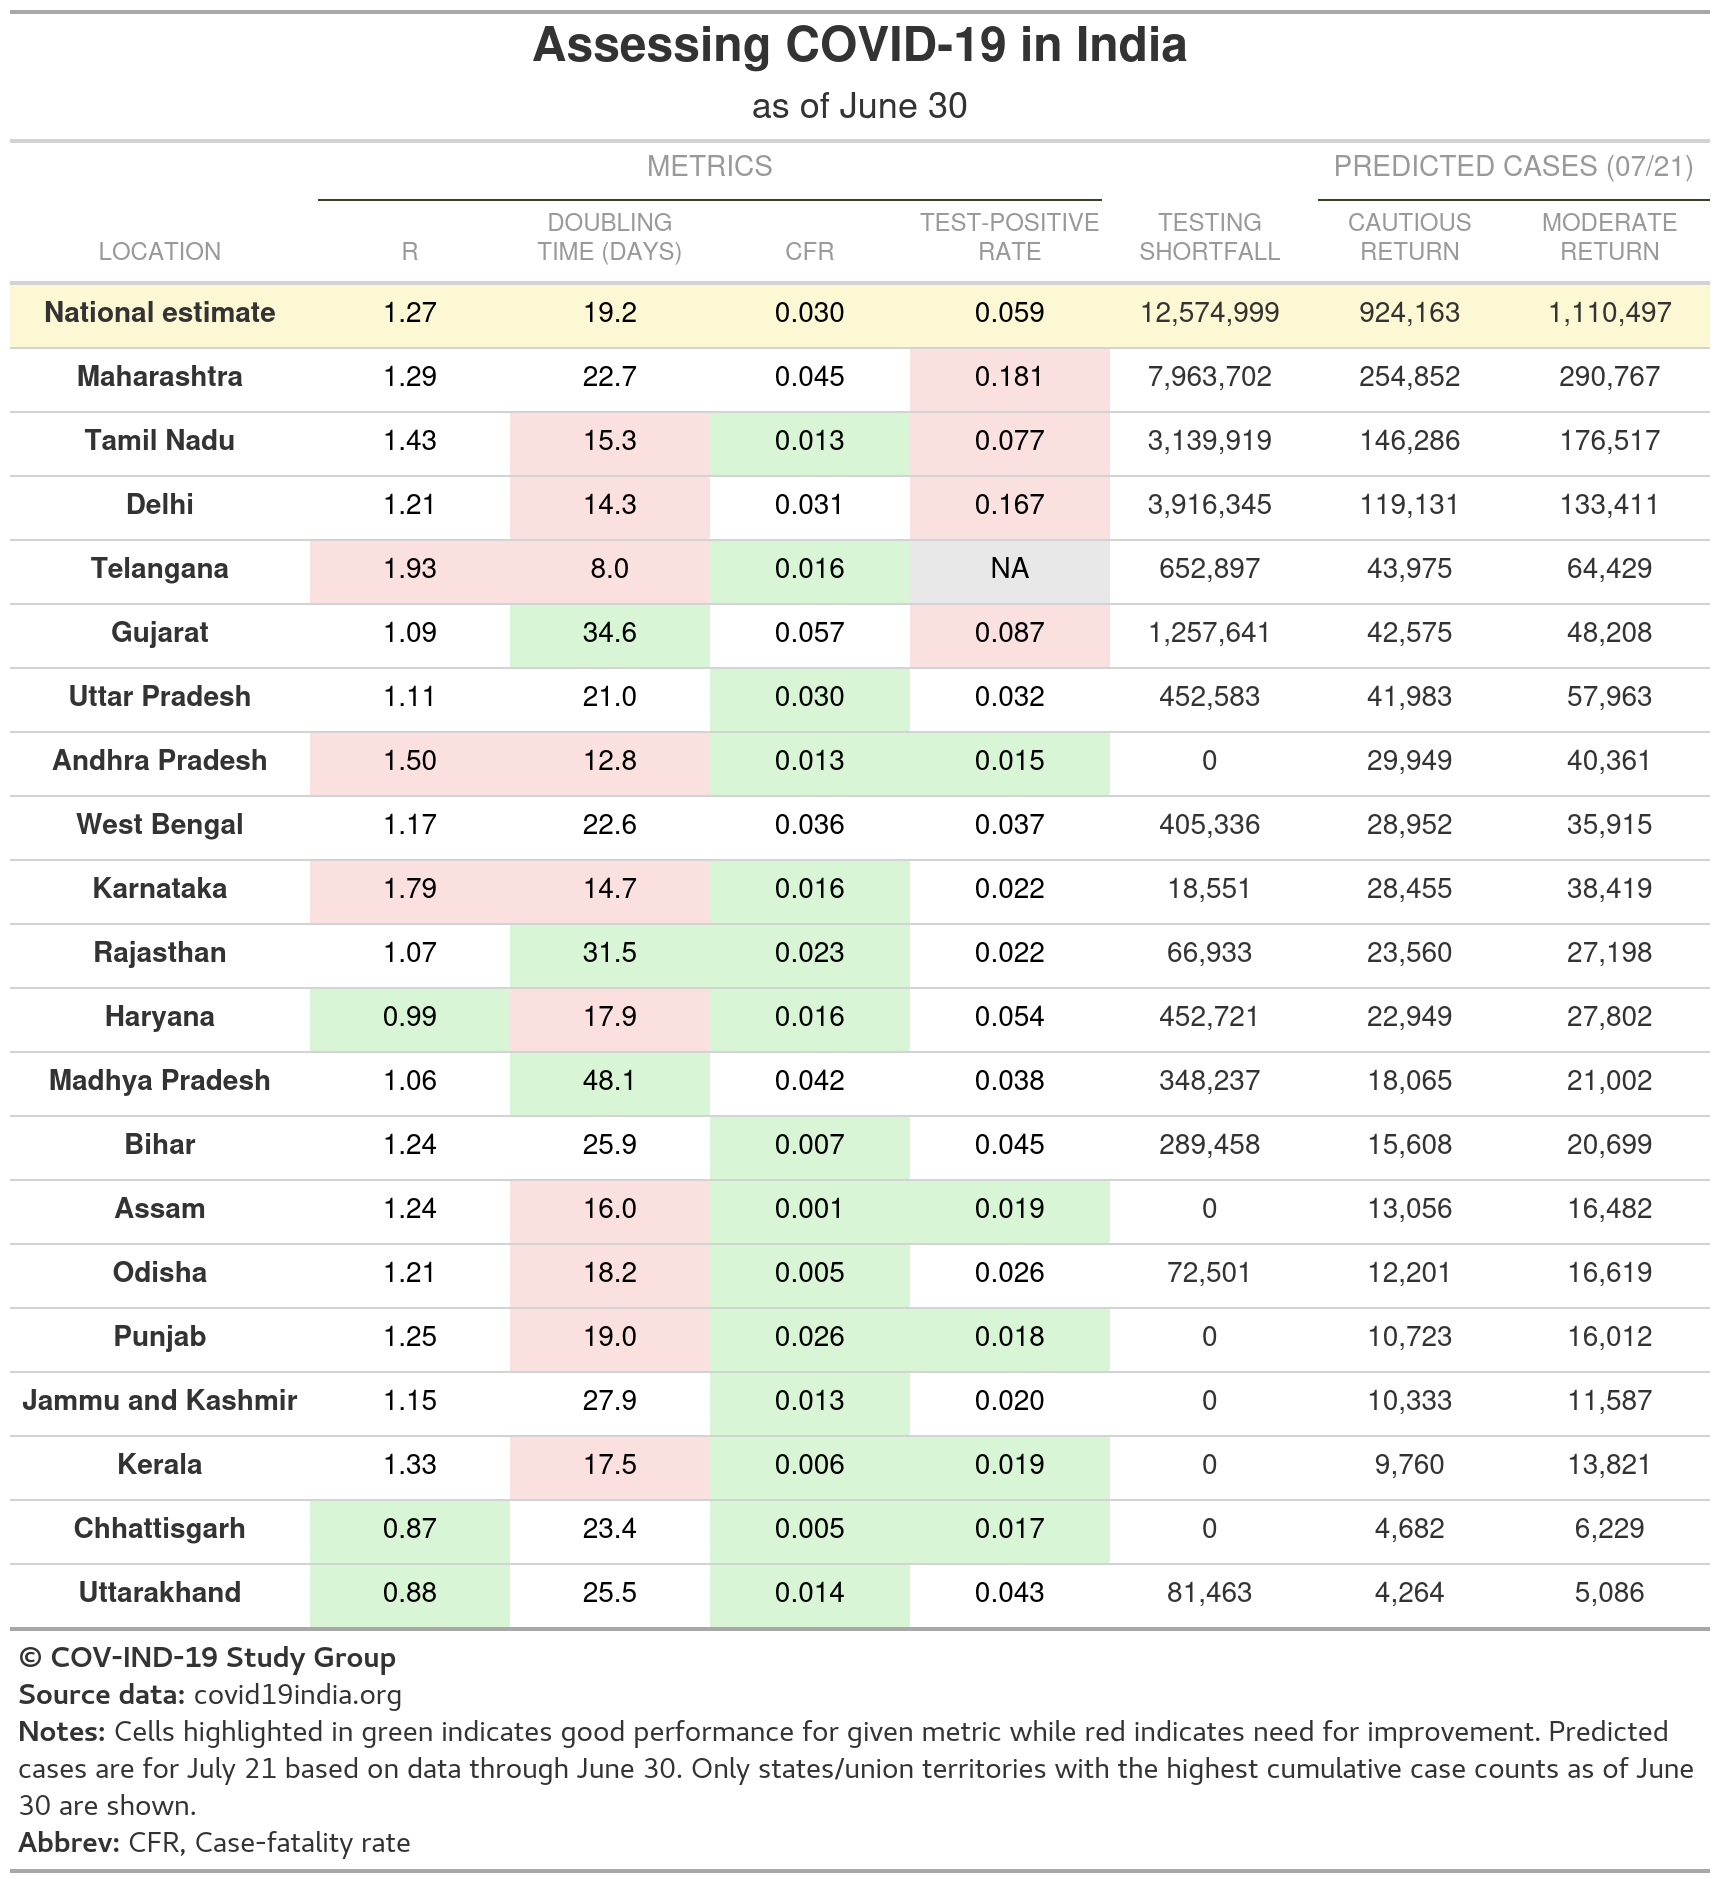 Assessing COVID-19 in India
as of June 30
METRICS PREDICTED CASES (07/21)
LOCATION R DOUBLING TIME (DAYS) CFR TEST-POSITIVE RATE TESTING SHORTFALL CAUTIOUS RETURN MODERATE RETURN
National estimate 1.27 19.2 0.030 0.059 12,574,999 924,163 1,110,497
Maharashtra 1.29 22.7 0.045 0.181 7,963,702 254,852 290,767
Tamil Nadu 1.43 15.3 0.013 0.077 3,139,919 146,286 176,517
Delhi 1.21 14.3 0.031 0.167 3,916,345 119,131 133,411
Telangana 1.93 8.0 0.016 NA 652,897 43,975 64,429
Gujarat 1.09 34.6 0.057 0.087 1,257,641 42,575 48,208
Uttar Pradesh 1.11 21.0 0.030 0.032 452,583 41,983 57,963
Andhra Pradesh 1.50 12.8 0.013 0.015 0 29,949 40,361
West Bengal 1.17 22.6 0.036 0.037 405,336 28,952 35,915
Karnataka 1.79 14.7 0.016 0.022 18,551 28,455 38,419
Rajasthan 1.07 31.5 0.023 0.022 66,933 23,560 27,198
Haryana 0.99 17.9 0.016 0.054 452,721 22,949 27,802
Madhya Pradesh 1.06 48.1 0.042 0.038 348,237 18,065 21,002
Bihar 1.24 25.9 0.007 0.045 289,458 15,608 20,699
Assam 1.24 16.0 0.001 0.019 0 13,056 16,482
Odisha 1.21 18.2 0.005 0.026 72,501 12,201 16,619
Punjab 1.25 19.0 0.026 0.018 0 10,723 16,012
Jammu and Kashmir 1.15 27.9 0.013 0.020 0 10,333 11,587
Kerala 1.33 17.5 0.006 0.019 0 9,760 13,821
Chhattisgarh 0.87 23.4 0.005 0.017 0 4,682 6,229
Uttarakhand 0.88 25.5 0.014 0.043 81,463 4,264 5,086
© COV-IND-19 Study Group
Source data: covid19india.org
Notes: Cells highlighted in green indicates good performance for given metric while red indicates need for improvement. Predicted
cases are for July 21 based on data through June 30. Only states/union territories with the highest cumulative case counts as of June
30 are shown.
Abbrev: CFR, Case-fatality rate